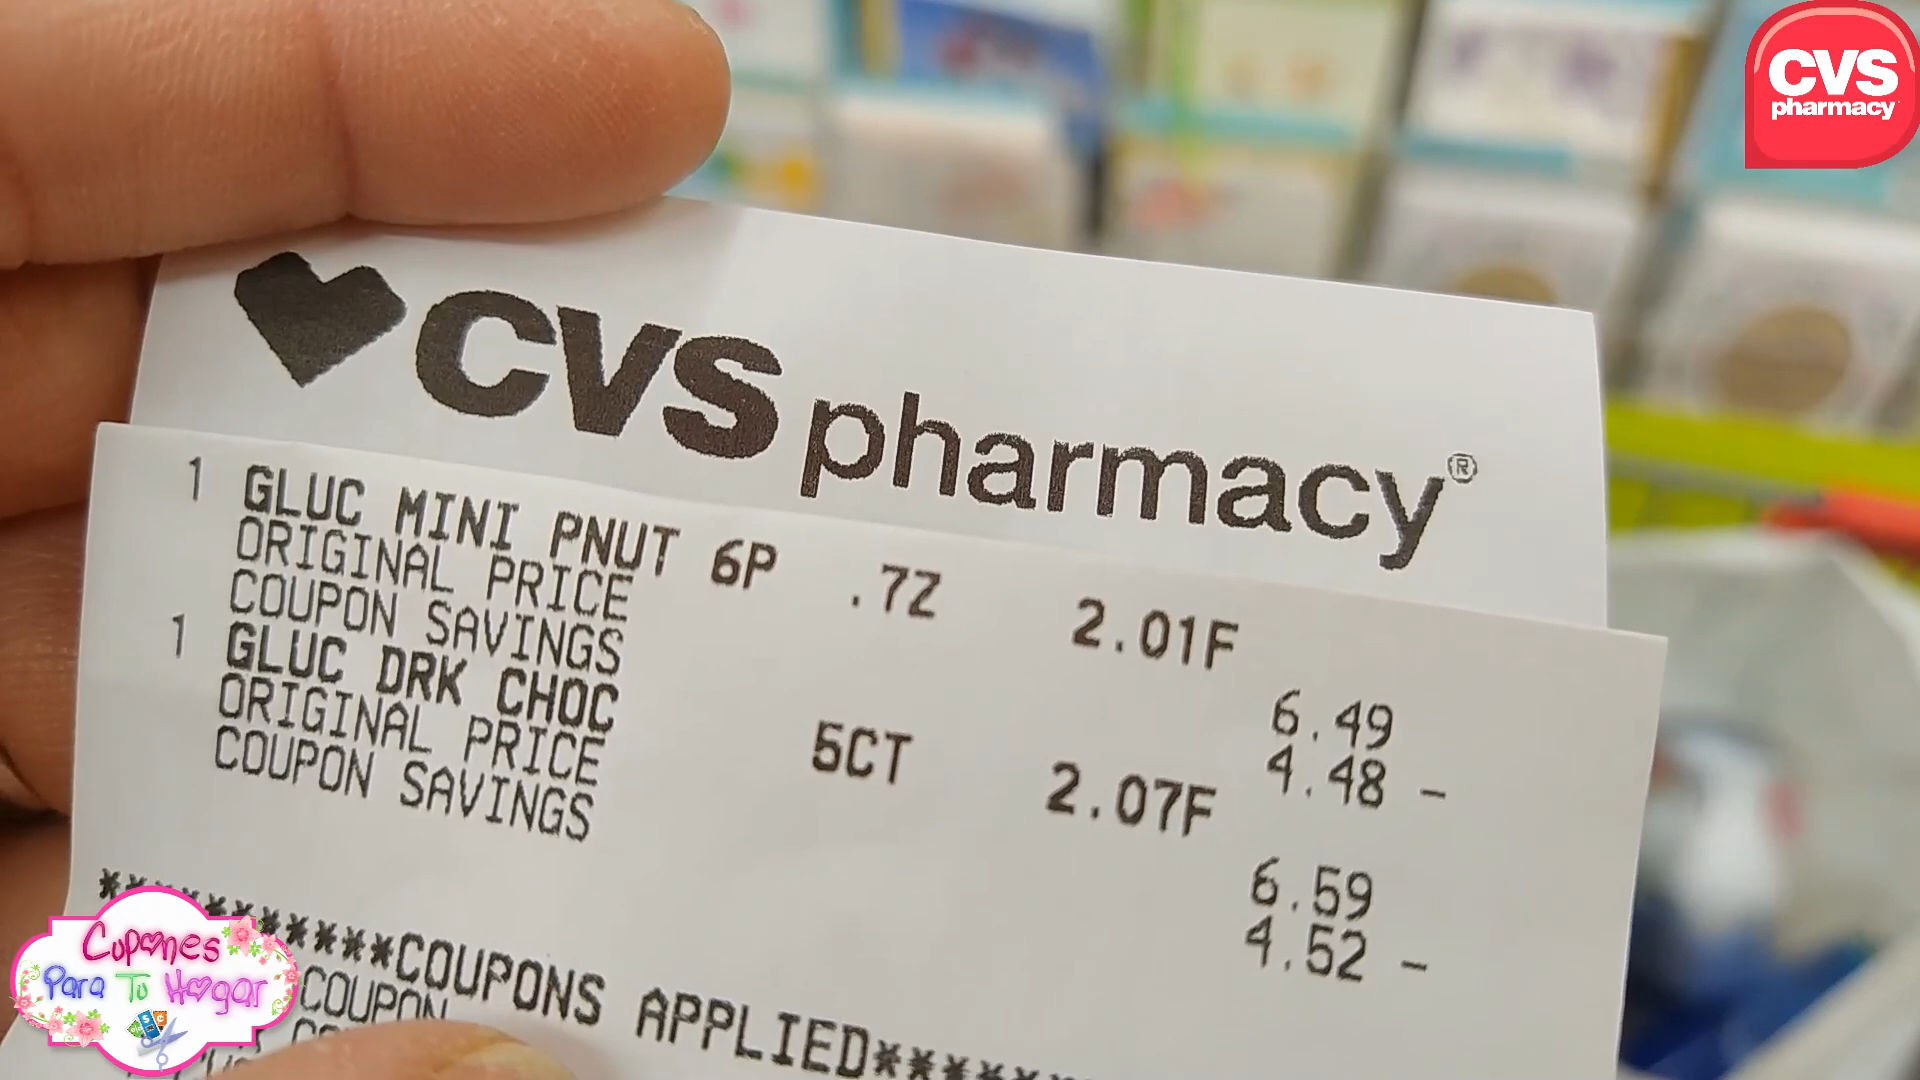 CVS
pharmacy
CVS pharmacy®
1 GLUC MINI PNUT 6P .7Z 2.01F
ORIGINAL PRICE 6.49
COUPON SAVINGS 4.48 -
1 GLUC DRK CHOC 5CT 2.07F
ORIGINAL PRICE 6.59
COUPON SAVINGS 4.52 -
COUPONS APPLIED
COUPON
Cupones
Para Tu Hogar